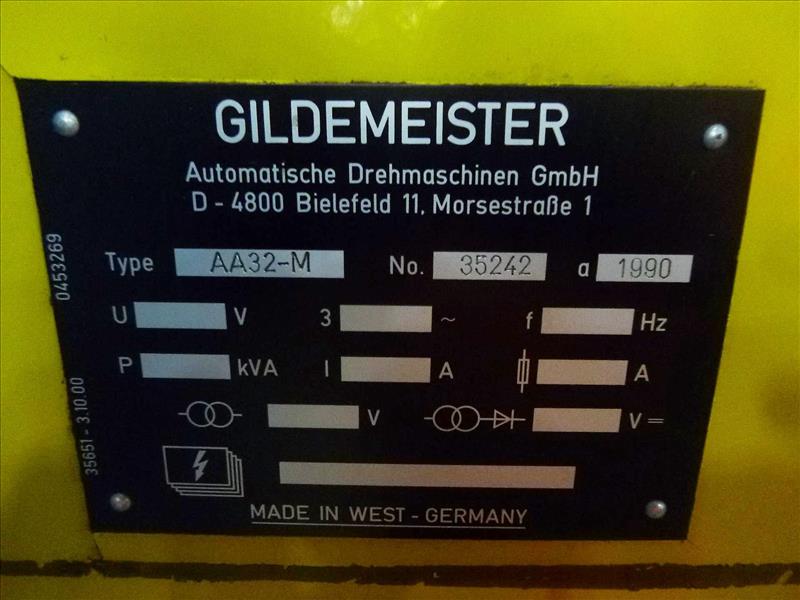 GILDEMEISTER
Automatische Drehmaschinen GmbH
D - 4800 Bielefeld 11, Morsestraße 1
Type AA32-M No. 35242 a 1990
U V 3 ~ f Hz
P kVA I A A
V V =
MADE IN WEST - GERMANY
0453269
35651 - 3.10.00